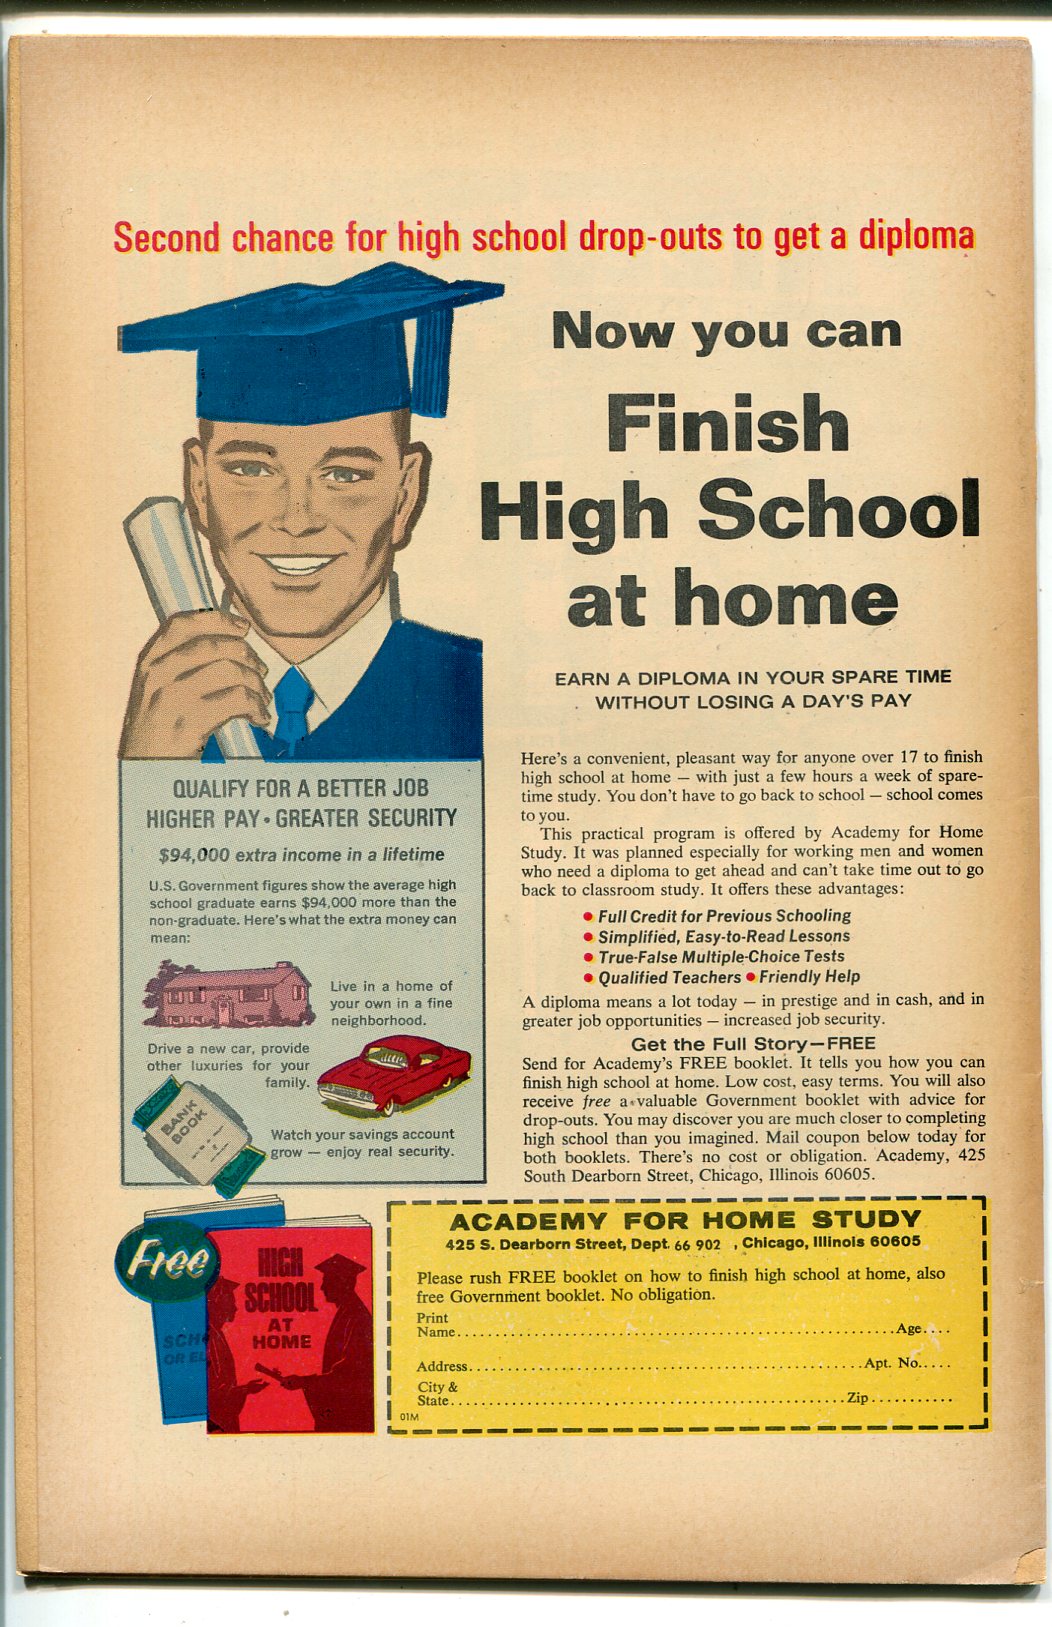 Second chance for high school drop-outs to get a diploma
Now you can
Finish
High School
at home
EARN A DIPLOMA IN YOUR SPARE TIME
WITHOUT LOSING A DAY'S PAY
Here's a convenient, pleasant way for anyone over 17 to finish
high school at home — with just a few hours a week of spare-
time study. You don't have to go back to school — school comes
to you.
This practical program is offered by Academy for Home
Study. It was planned especially for working men and women
who need a diploma to get ahead and can't take time out to go
back to classroom study. It offers these advantages:
• Full Credit for Previous Schooling
• Simplified, Easy-to-Read Lessons
• True-False Multiple-Choice Tests
• Qualified Teachers • Friendly Help
A diploma means a lot today — in prestige and in cash, and in
greater job opportunities — increased job security.
Get the Full Story—FREE
Send for Academy's FREE booklet. It tells you how you can
finish high school at home. Low cost, easy terms. You will also
receive free a valuable Government booklet with advice for
drop-outs. You may discover you are much closer to completing
high school than you imagined. Mail coupon below today for
both booklets. There's no cost or obligation. Academy, 425
South Dearborn Street, Chicago, Illinois 60605.
QUALIFY FOR A BETTER JOB
HIGHER PAY • GREATER SECURITY
$94,000 extra income in a lifetime
U.S. Government figures show the average high
school graduate earns $94,000 more than the
non-graduate. Here's what the extra money can
mean:
Live in a home of
your own in a fine
neighborhood.
Drive a new car, provide
other luxuries for your
family.
BANK
BOOK
Watch your savings account
grow — enjoy real security.
Free
SCH
OR EL
HIGH
SCHOOL
AT
HOME
ACADEMY FOR HOME STUDY
425 S. Dearborn Street, Dept. 66 902 , Chicago, Illinois 60605
Please rush FREE booklet on how to finish high school at home, also
free Government booklet. No obligation.
Print
Name.......... Age....
Address.......... Apt. No.....
City &
State.......... Zip..........
01M